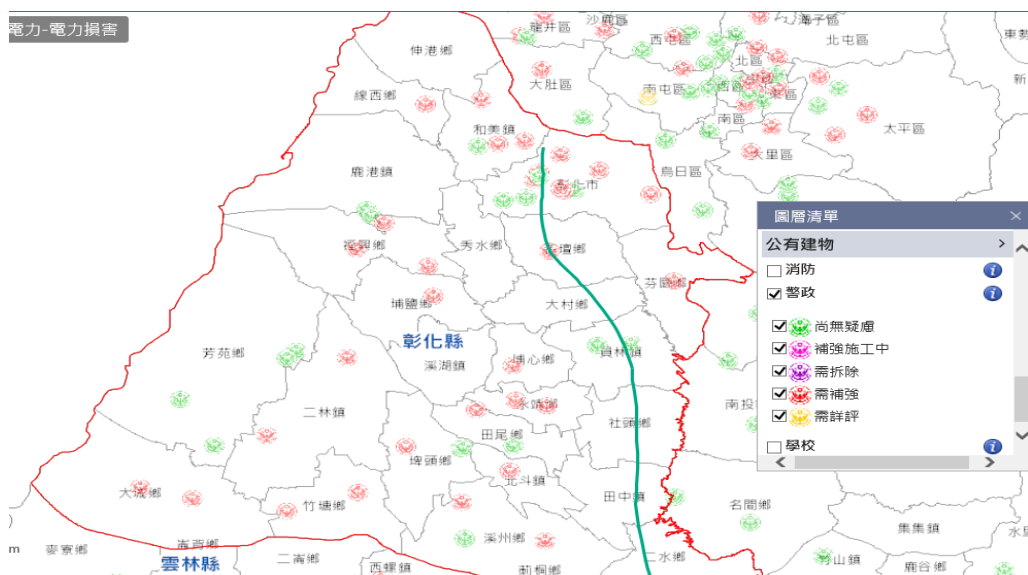 電力-電力損害
龍井區
沙鹿區
西屯區
潭子區
北屯區
東勢
伸港鄉
大肚區
北區
新
線西鄉
南屯區
西區
東區
和美鎮
南區
太平區
大里區
鹿港鎮
彰化市
烏日區
福興鄉
秀水鄉
壇鄉
芬園鄉
埔鹽鄉
大村鄉
彰化縣
芳苑鄉
溪湖鎮
埔心鄉
員林鎮
南投
二林鎮
永靖鄉
社頭鄉
田尾鄉
埤頭鄉
北斗鎮
大城鄉
竹塘鄉
田中鎮
名間鄉
溪州鄉
集集鎮
水里
m
麥寮鄉
崙背鄉
二崙鄉
二水鄉
竹山鎮
鹿谷鄉
雲林縣
西螺鎮
莿桐鄉
圖層清單
公有建物
消防
警政
尚無疑慮
補強施工中
需拆除
需補強
需詳評
學校